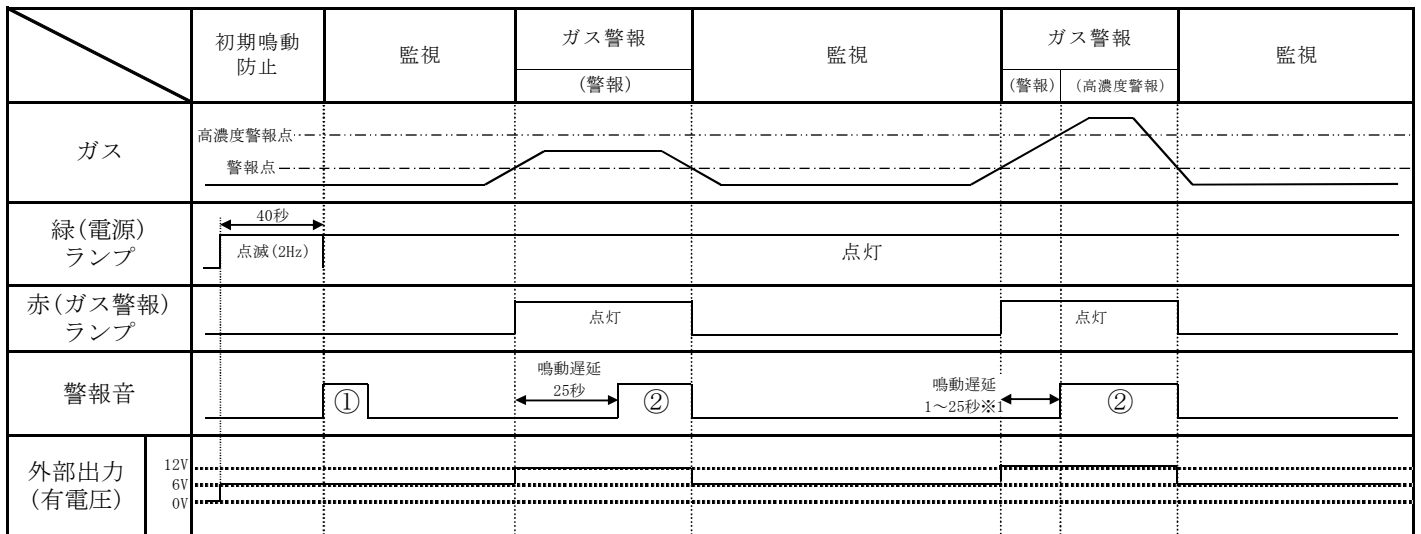 初期鳴動
防止
監視
ガス警報
(警報)
監視
ガス警報
(警報)
(高濃度警報)
監視
ガス
高濃度警報点
警報点
緑(電源)
ランプ
40秒
点滅(2Hz)
点灯
赤(ガス警報)
ランプ
点灯
点灯
警報音
①
鳴動遅延
25秒
②
鳴動遅延
1～25秒※1
②
外部出力
(有電圧)
12V
6V
0V